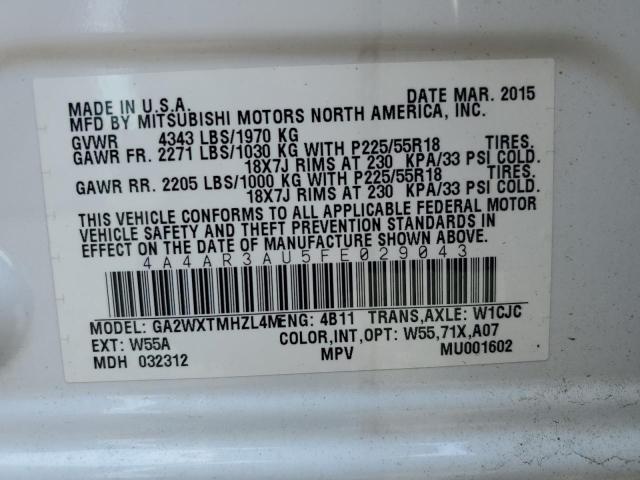 MADE IN U.S.A. DATE MAR. 2015
MFD BY MITSUBISHI MOTORS NORTH AMERICA, INC.
GVWR 4343 LBS/1970 KG
GAWR FR. 2271 LBS/1030 KG WITH P225/55R18 TIRES,
18X7J RIMS AT 230 KPA/33 PSI COLD.
GAWR RR. 2205 LBS/1000 KG WITH P225/55R18 TIRES,
18X7J RIMS AT 230 KPA/33 PSI COLD.
THIS VEHICLE CONFORMS TO ALL APPLICABLE FEDERAL MOTOR
VEHICLE SAFETY AND THEFT PREVENTION STANDARDS IN
EFFECT ON THE DATE OF MANUFACTURE SHOWN ABOVE.
4A4AR3AU5FE029043
MODEL: GA2WXTMHZL4M ENG: 4B11 TRANS,AXLE: W1CJC
EXT: W55A COLOR,INT,OPT: W55,71X,A07
MDH 032312 MPV MU001602